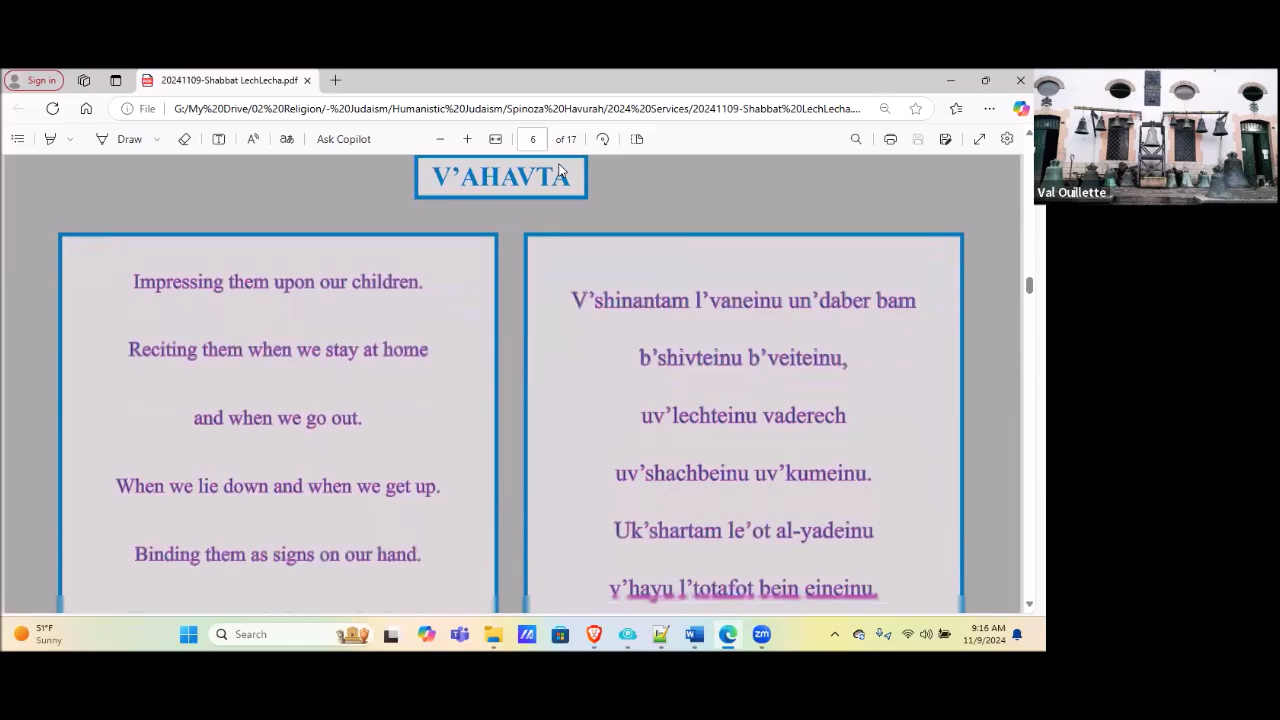 Sign in
20241109-Shabbat LechLecha.pdf
File
G:/My%20Drive/02%20Religion/-%20Judaism/Humanistic%20Judaism/Spinoza%20Havurah/2024%20Services/20241109-Shabbat%20LechLecha....
Draw
Ask Copilot
6
of 17
Val Ouillette
V’AHAVTA
Impressing them upon our children.
Reciting them when we stay at home
and when we go out.
When we lie down and when we get up.
Binding them as signs on our hand.
V’shinantam l’vaneinu un’daber bam
b’shivteinu b’veiteinu,
uv’lechteinu vaderech
uv’shachbeinu uv’kumeinu.
Uk’shartam le’ot al-yadeinu
v’hayu l’totafot bein eineinu.
51°F
Sunny
Search
9:16 AM
11/9/2024